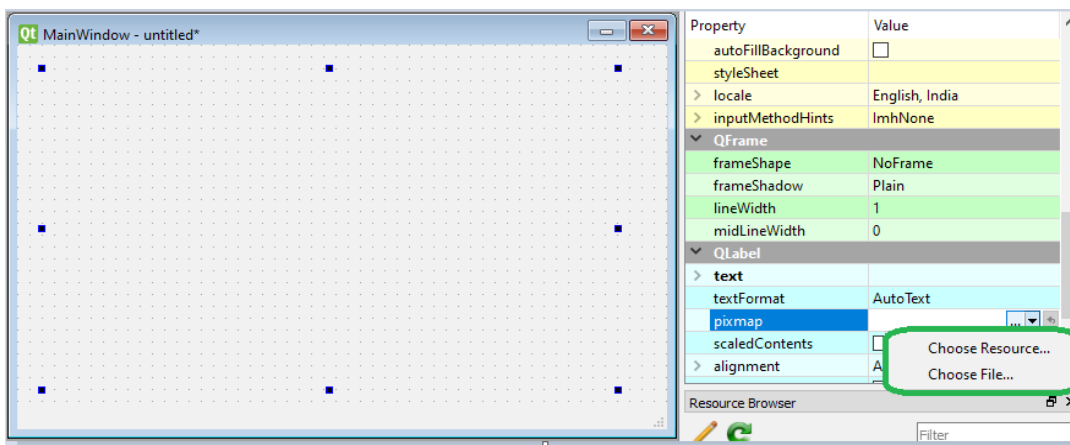 Qt MainWindow - untitled*
Property Value
autoFillBackground
styleSheet
locale English, India
inputMethodHints ImhNone
QFrame
frameShape NoFrame
frameShadow Plain
lineWidth 1
midLineWidth 0
QLabel
text
textFormat AutoText
pixmap ...
scaledContents
Choose Resource...
alignment A
Choose File...
Resource Browser
Filter